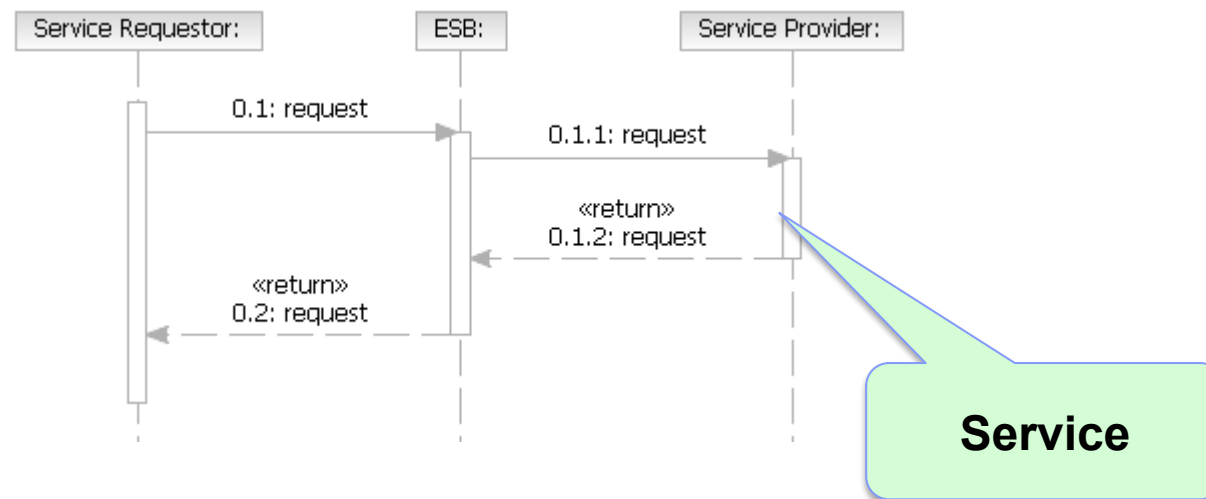 Service Requestor:
ESB:
Service Provider:
0.1: request
0.1.1: request
«return»
0.1.2: request
«return»
0.2: request
Service